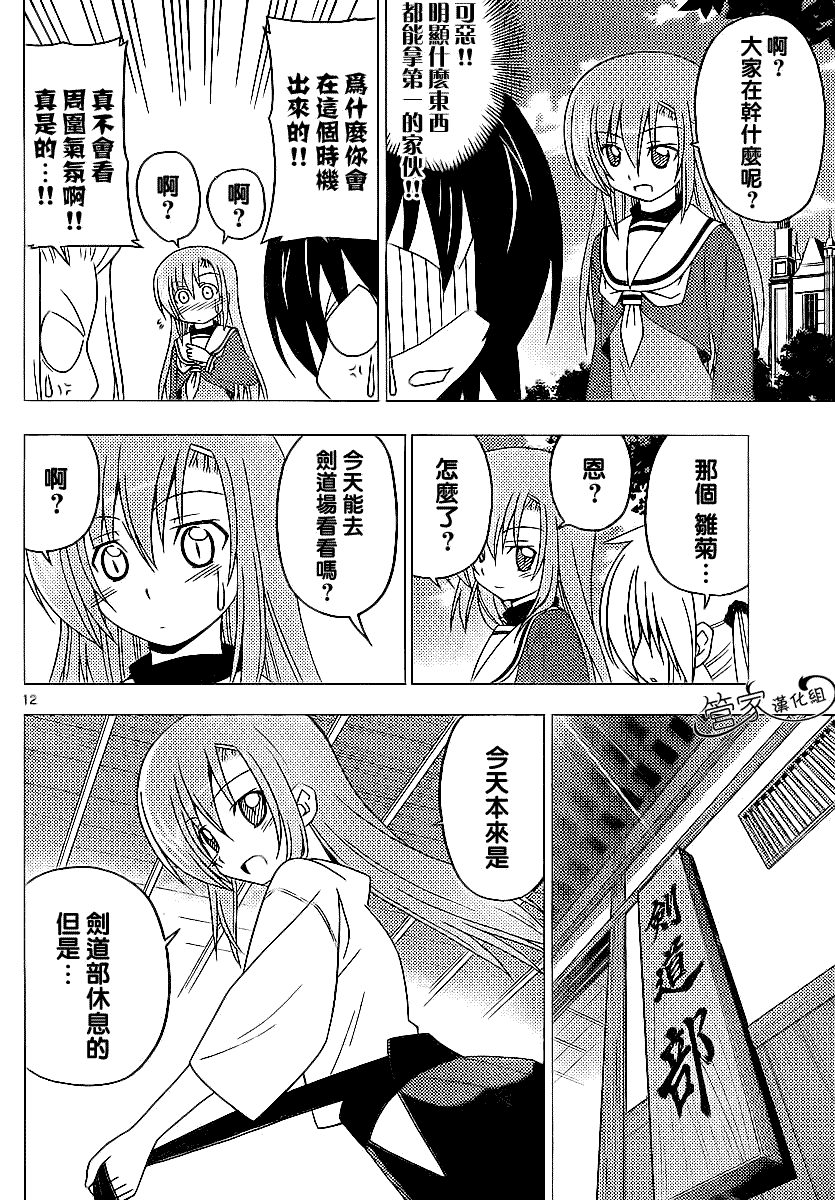 啊?
大家在幹什麼呢?
可惡!!
明顯什麼東西
都能拿第一的家伙!!
爲什麼你會
在這個時機
出來的!!
啊?
啊?
真不會看
周圍氣氛啊!!
真是的…!!
那個 雛菊…
恩?
怎麼了?
今天能去
劍道場看看嗎?
啊?
12
管家漢化組
劍道部
今天本來是
劍道部休息的
但是…